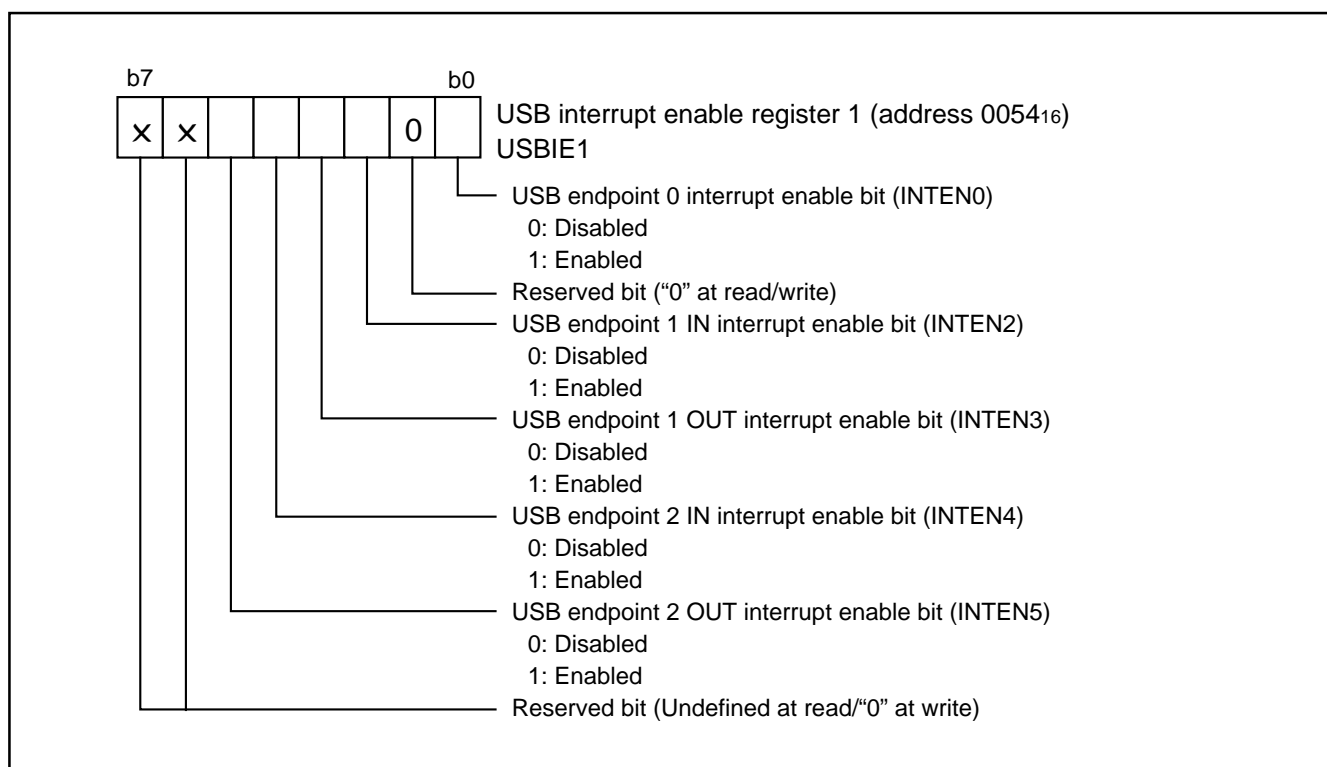 b7 b0
x x 0
USB interrupt enable register 1 (address 0054₁₆)
USBIE1
USB endpoint 0 interrupt enable bit (INTEN0)
0: Disabled
1: Enabled
Reserved bit (“0” at read/write)
USB endpoint 1 IN interrupt enable bit (INTEN2)
0: Disabled
1: Enabled
USB endpoint 1 OUT interrupt enable bit (INTEN3)
0: Disabled
1: Enabled
USB endpoint 2 IN interrupt enable bit (INTEN4)
0: Disabled
1: Enabled
USB endpoint 2 OUT interrupt enable bit (INTEN5)
0: Disabled
1: Enabled
Reserved bit (Undefined at read/“0” at write)